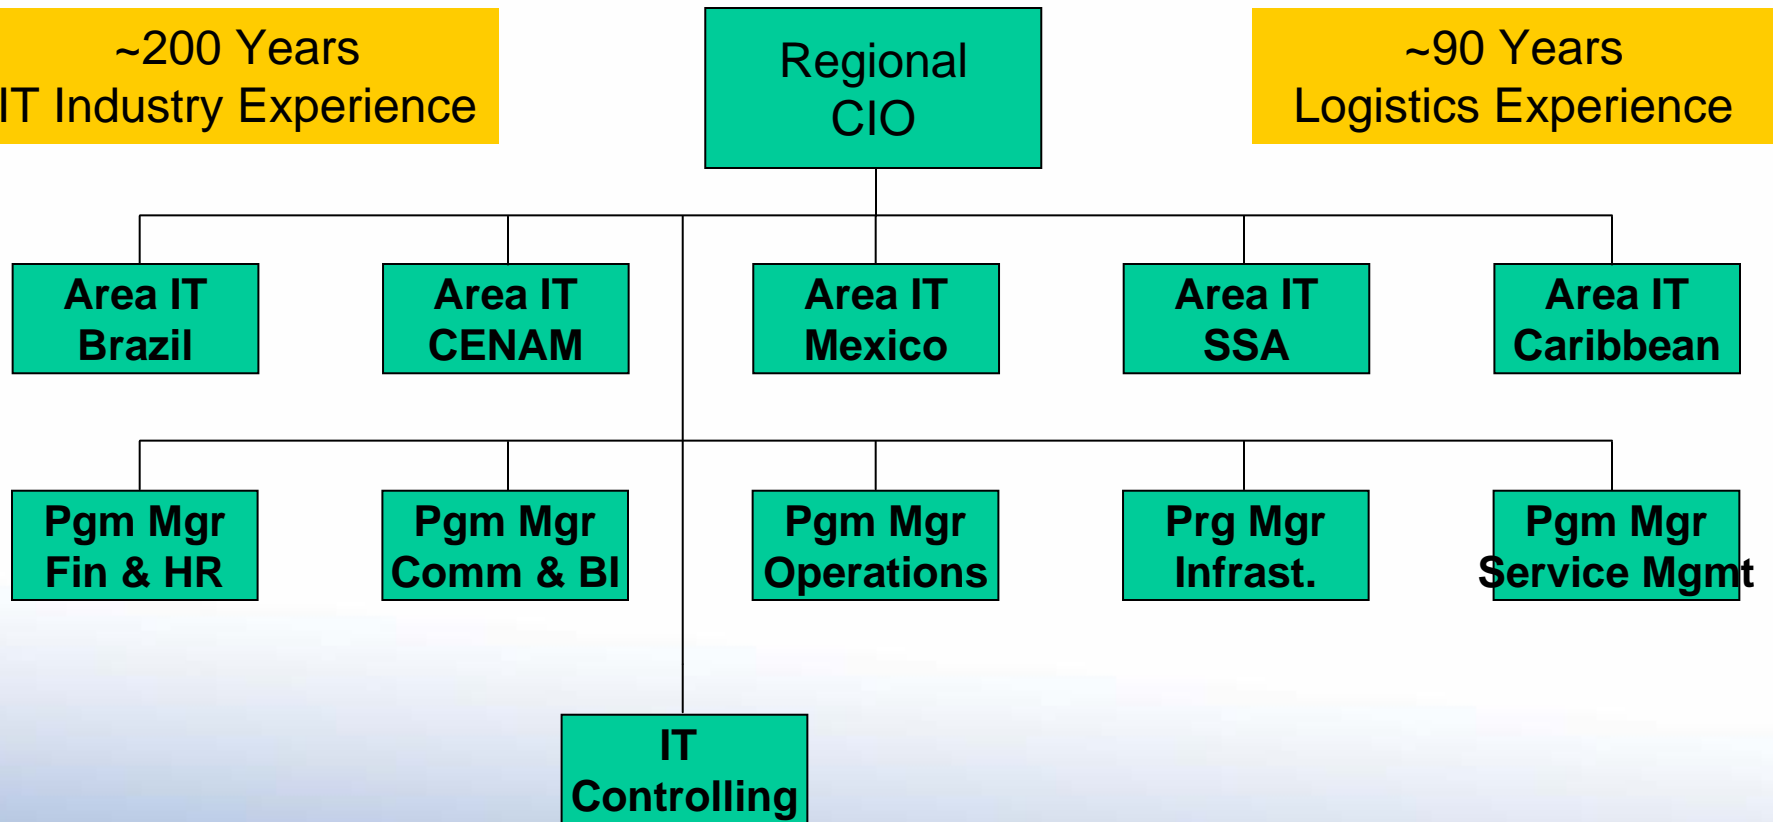 ~200 Years
IT Industry Experience
Regional
CIO
~90 Years
Logistics Experience
Area IT
Brazil
Area IT
CENAM
Area IT
Mexico
Area IT
SSA
Area IT
Caribbean
Pgm Mgr
Fin & HR
Pgm Mgr
Comm & BI
Pgm Mgr
Operations
Prg Mgr
Infrast.
Pgm Mgr
Service Mgmt
IT
Controlling